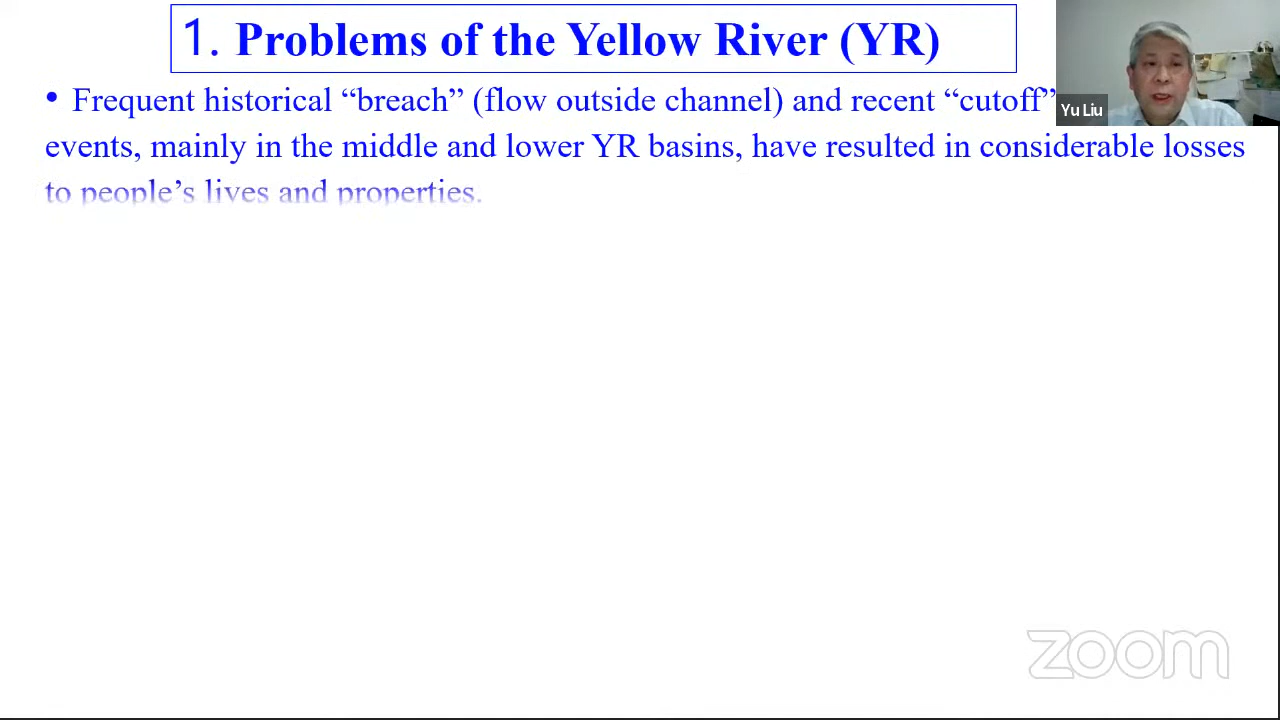 1. Problems of the Yellow River (YR)
• Frequent historical “breach” (flow outside channel) and recent “cutoff”
events, mainly in the middle and lower YR basins, have resulted in considerable losses
to people’s lives and properties.
Yu Liu
zoom